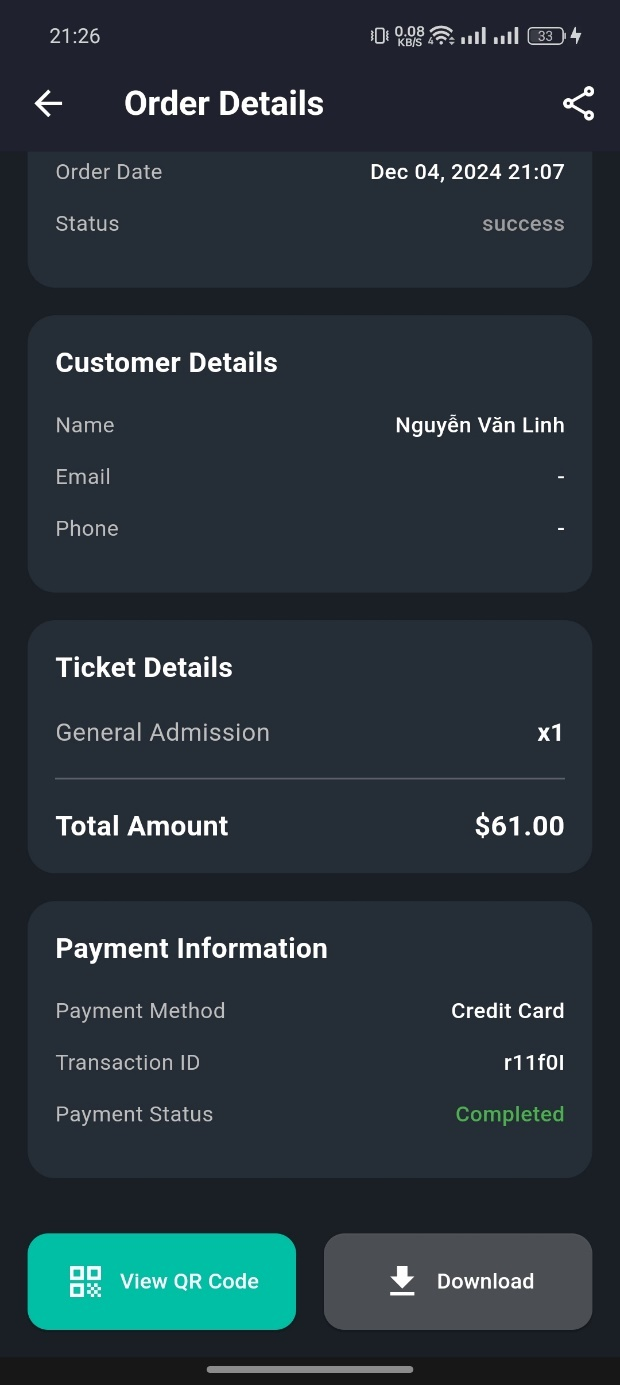 21:26
0.08
KB/S
4
33
Order Details
Order Date Dec 04, 2024 21:07
Status success
Customer Details
Name Nguyễn Văn Linh
Email -
Phone -
Ticket Details
General Admission x1
Total Amount $61.00
Payment Information
Payment Method Credit Card
Transaction ID r11f0I
Payment Status Completed
View QR Code Download